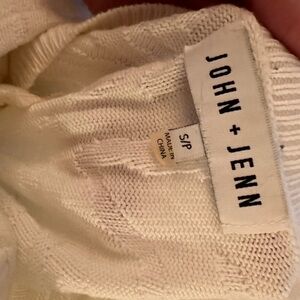 JOHN + JENN
S/P
MADE IN
CHINA